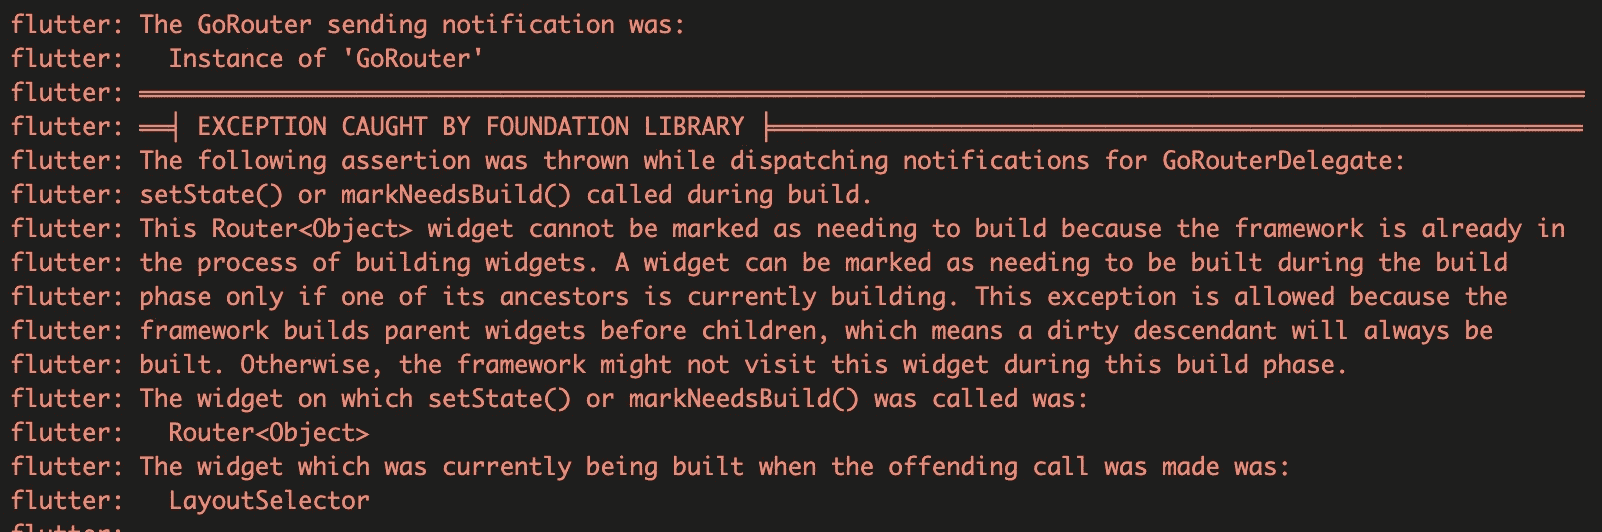 flutter: The GoRouter sending notification was:
flutter:   Instance of 'GoRouter'
flutter: ════════════════════════════════════════════════════════════════════════════════════════════════════
flutter: ══╡ EXCEPTION CAUGHT BY FOUNDATION LIBRARY ╞════════════════════════════════════════════════════════
flutter: The following assertion was thrown while dispatching notifications for GoRouterDelegate:
flutter: setState() or markNeedsBuild() called during build.
flutter: This Router<Object> widget cannot be marked as needing to build because the framework is already in
flutter: the process of building widgets. A widget can be marked as needing to be built during the build
flutter: phase only if one of its ancestors is currently building. This exception is allowed because the
flutter: framework builds parent widgets before children, which means a dirty descendant will always be
flutter: built. Otherwise, the framework might not visit this widget during this build phase.
flutter: The widget on which setState() or markNeedsBuild() was called was:
flutter:   Router<Object>
flutter: The widget which was currently being built when the offending call was made was:
flutter:   LayoutSelector
flutter: